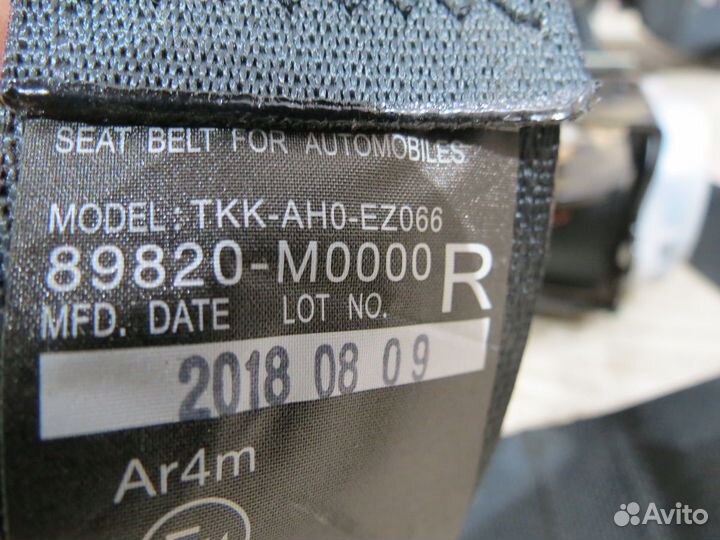 SEAT BELT FOR AUTOMOBILES
MODEL: TKK-AH0-EZ066
89820-M0000 R
MFD. DATE LOT NO.
2018 08 09
Ar4m
Avito